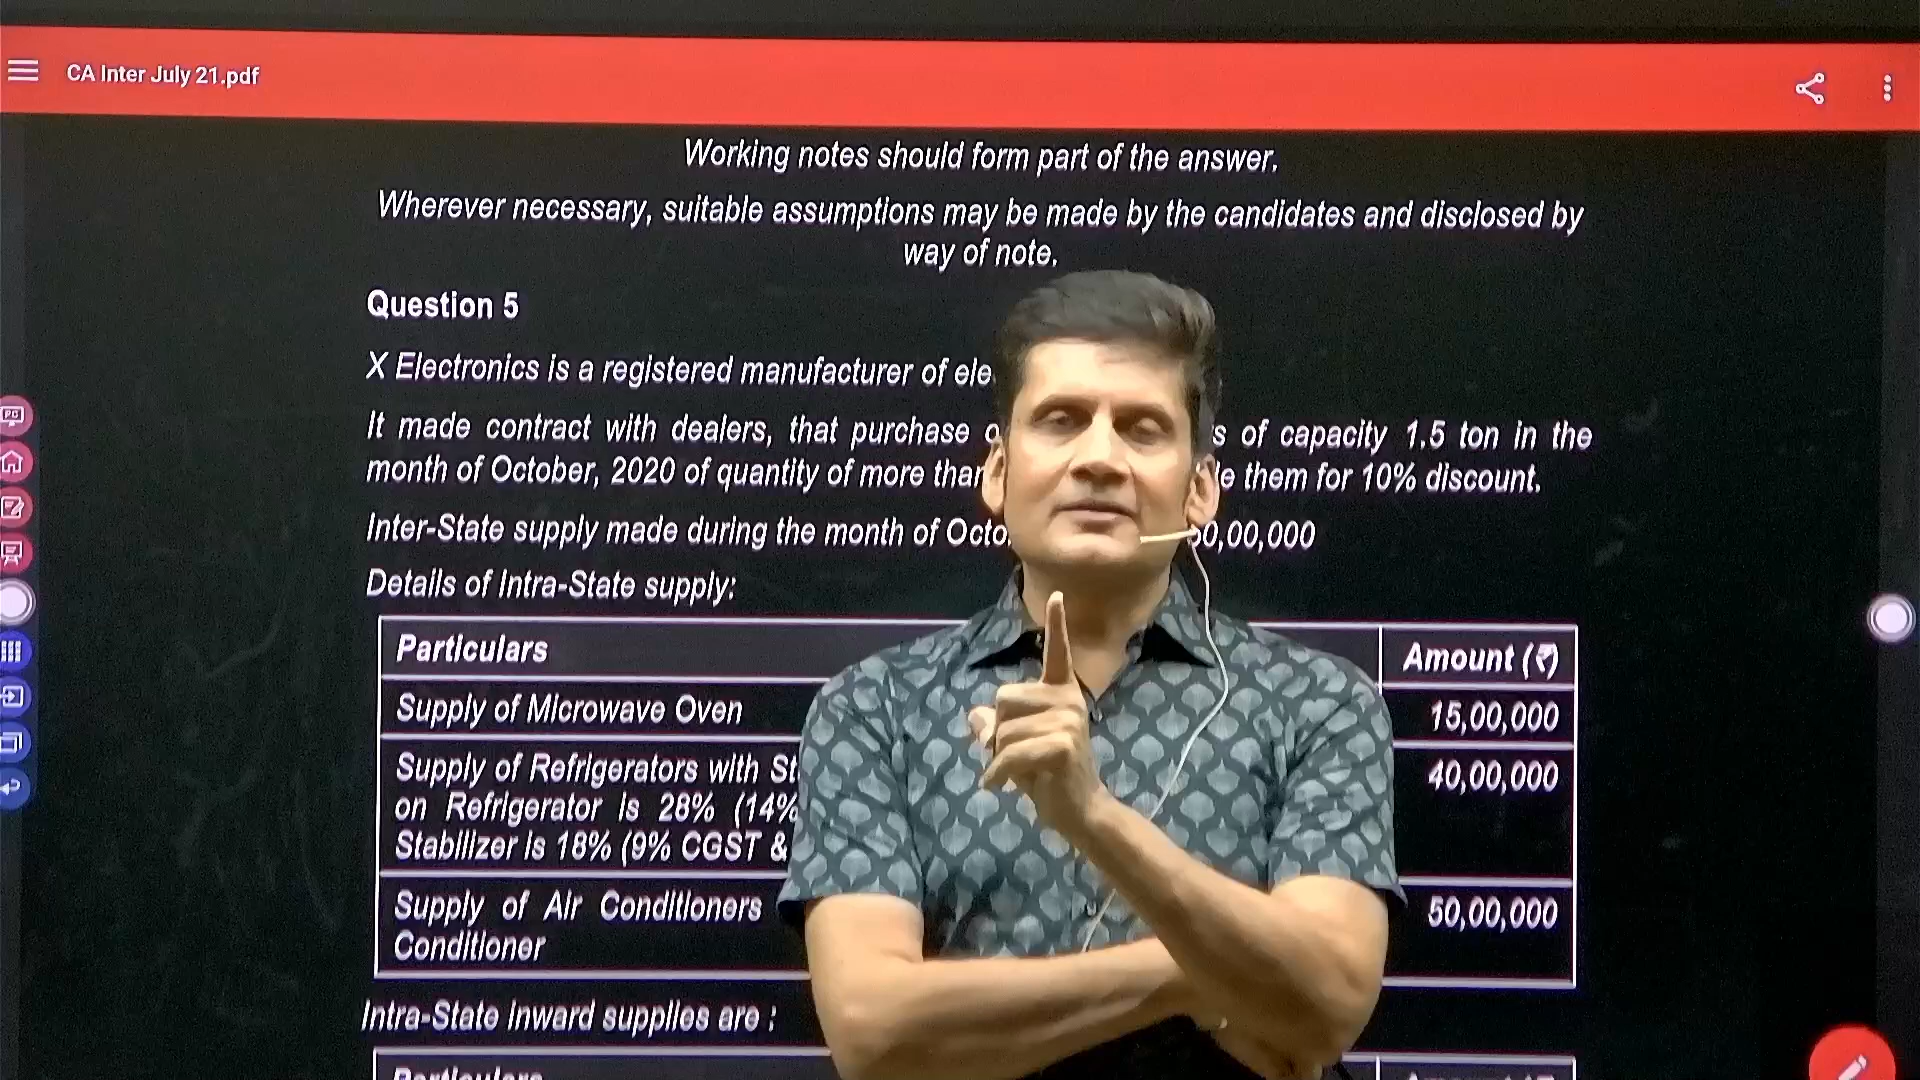 CA Inter July 21.pdf
Working notes should form part of the answer.
Wherever necessary, suitable assumptions may be made by the candidates and disclosed by
way of note.
Question 5
X Electronics is a registered manufacturer of
It made contract with dealers, that purchase of capacity 1.5 ton in the
month of October, 2020 of quantity of more them for 10% discount.
Inter-State supply made during the month of 0,00,000
Details of Intra-State supply:
Particulars Amount (₹)
Supply of Microwave Oven 15,00,000
Supply of Refrigerators with 40,00,000
on Refrigerator is 28% (14%
Stabilizer is 18% (9% CGST &
Supply of Air Conditioners 50,00,000
Conditioner
Intra-State inward supplies are :
Particulars
PC